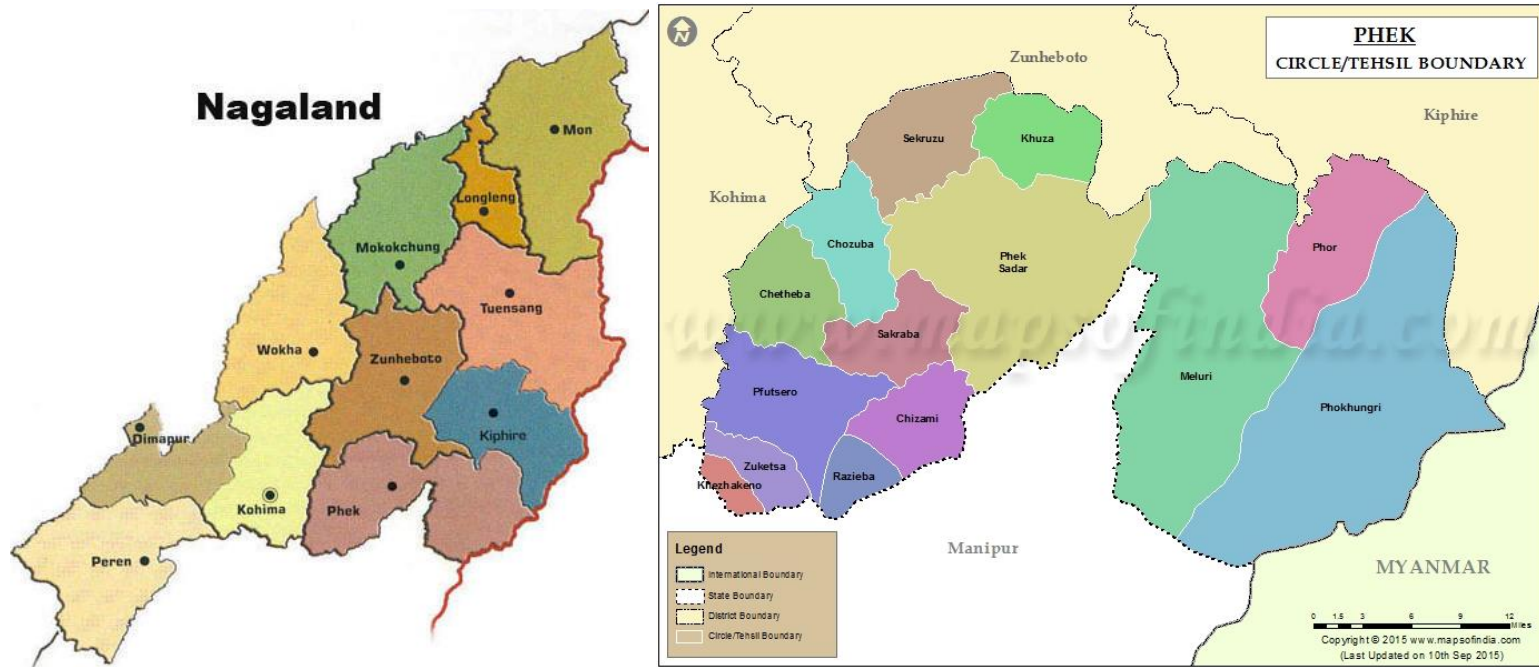 Nagaland
Mon
Longleng
Mokokchung
Tuensang
Wokha
Zunheboto
Dimapur
Kiphire
Kohima
Phek
Peren
N
PHEK
CIRCLE/TEHSIL BOUNDARY
Zunheboto
Kiphire
Sekruzu
Khuza
Kohima
Chozuba
Phek
Sadar
Phor
Chetheba
www.mapsofindia.com
Sakraba
Meluri
Pfutsero
Phokhungri
Chizami
Zuketsa
Razieba
Khezhakeno
Manipur
MYANMAR
Legend
International Boundary
State Boundary
District Boundary
Circle/Tehsil Boundary
0 1.5 3 6 9 12
Miles
Copyright © 2015 www.mapsofindia.com
(Last Updated on 10th Sep 2015)